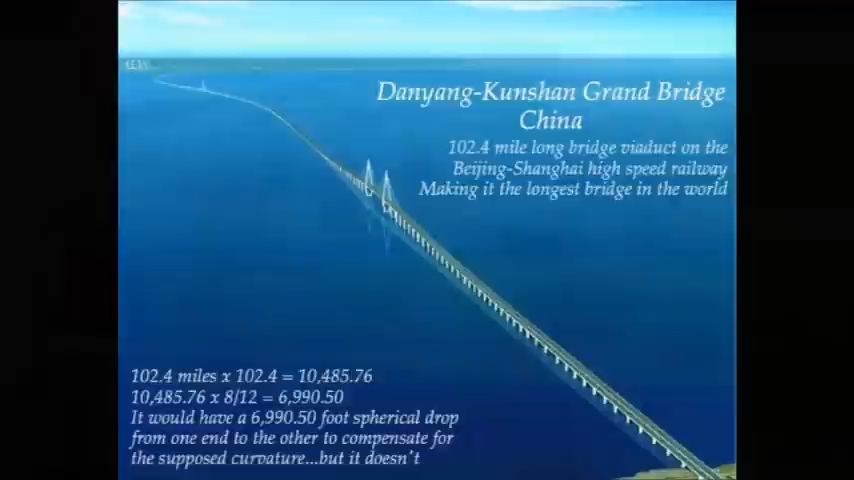 Danyang-Kunshan Grand Bridge
China
102.4 mile long bridge viaduct on the
Beijing-Shanghai high speed railway
Making it the longest bridge in the world
102.4 miles x 102.4 = 10,485.76
10,485.76 x 8/12 = 6,990.50
It would have a 6,990.50 foot spherical drop
from one end to the other to compensate for
the supposed curvature...but it doesn't